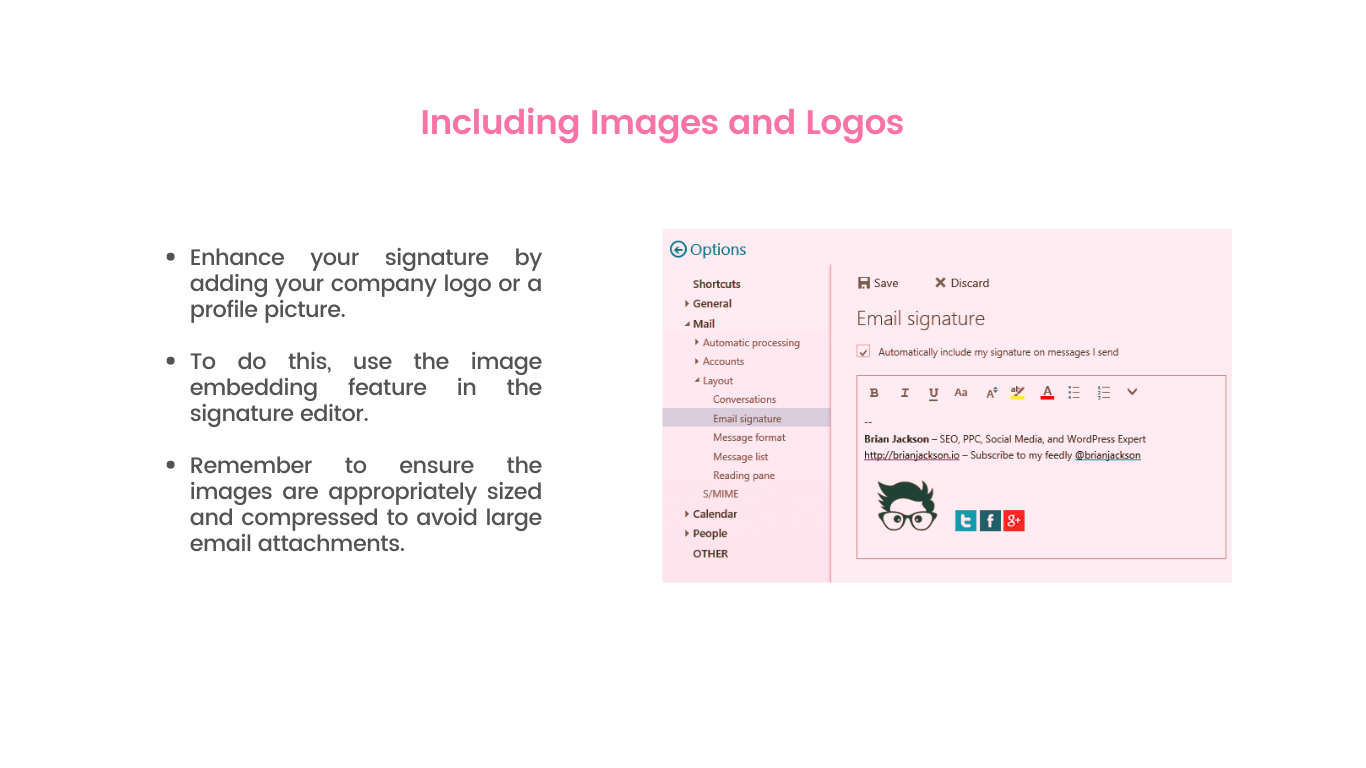 Including Images and Logos
• Enhance your signature by
adding your company logo or a
profile picture.
• To do this, use the image
embedding feature in the
signature editor.
• Remember to ensure the
images are appropriately sized
and compressed to avoid large
email attachments.
Options
Shortcuts
General
Mail
Automatic processing
Accounts
Layout
Conversations
Email signature
Message format
Message list
Reading pane
S/MIME
Calendar
People
OTHER
Save Discard
Email signature
Automatically include my signature on messages I send
B I U Aa A ab A
--
Brian Jackson – SEO, PPC, Social Media, and WordPress Expert
http://brianjackson.io – Subscribe to my feedly @brianjackson
t f g+